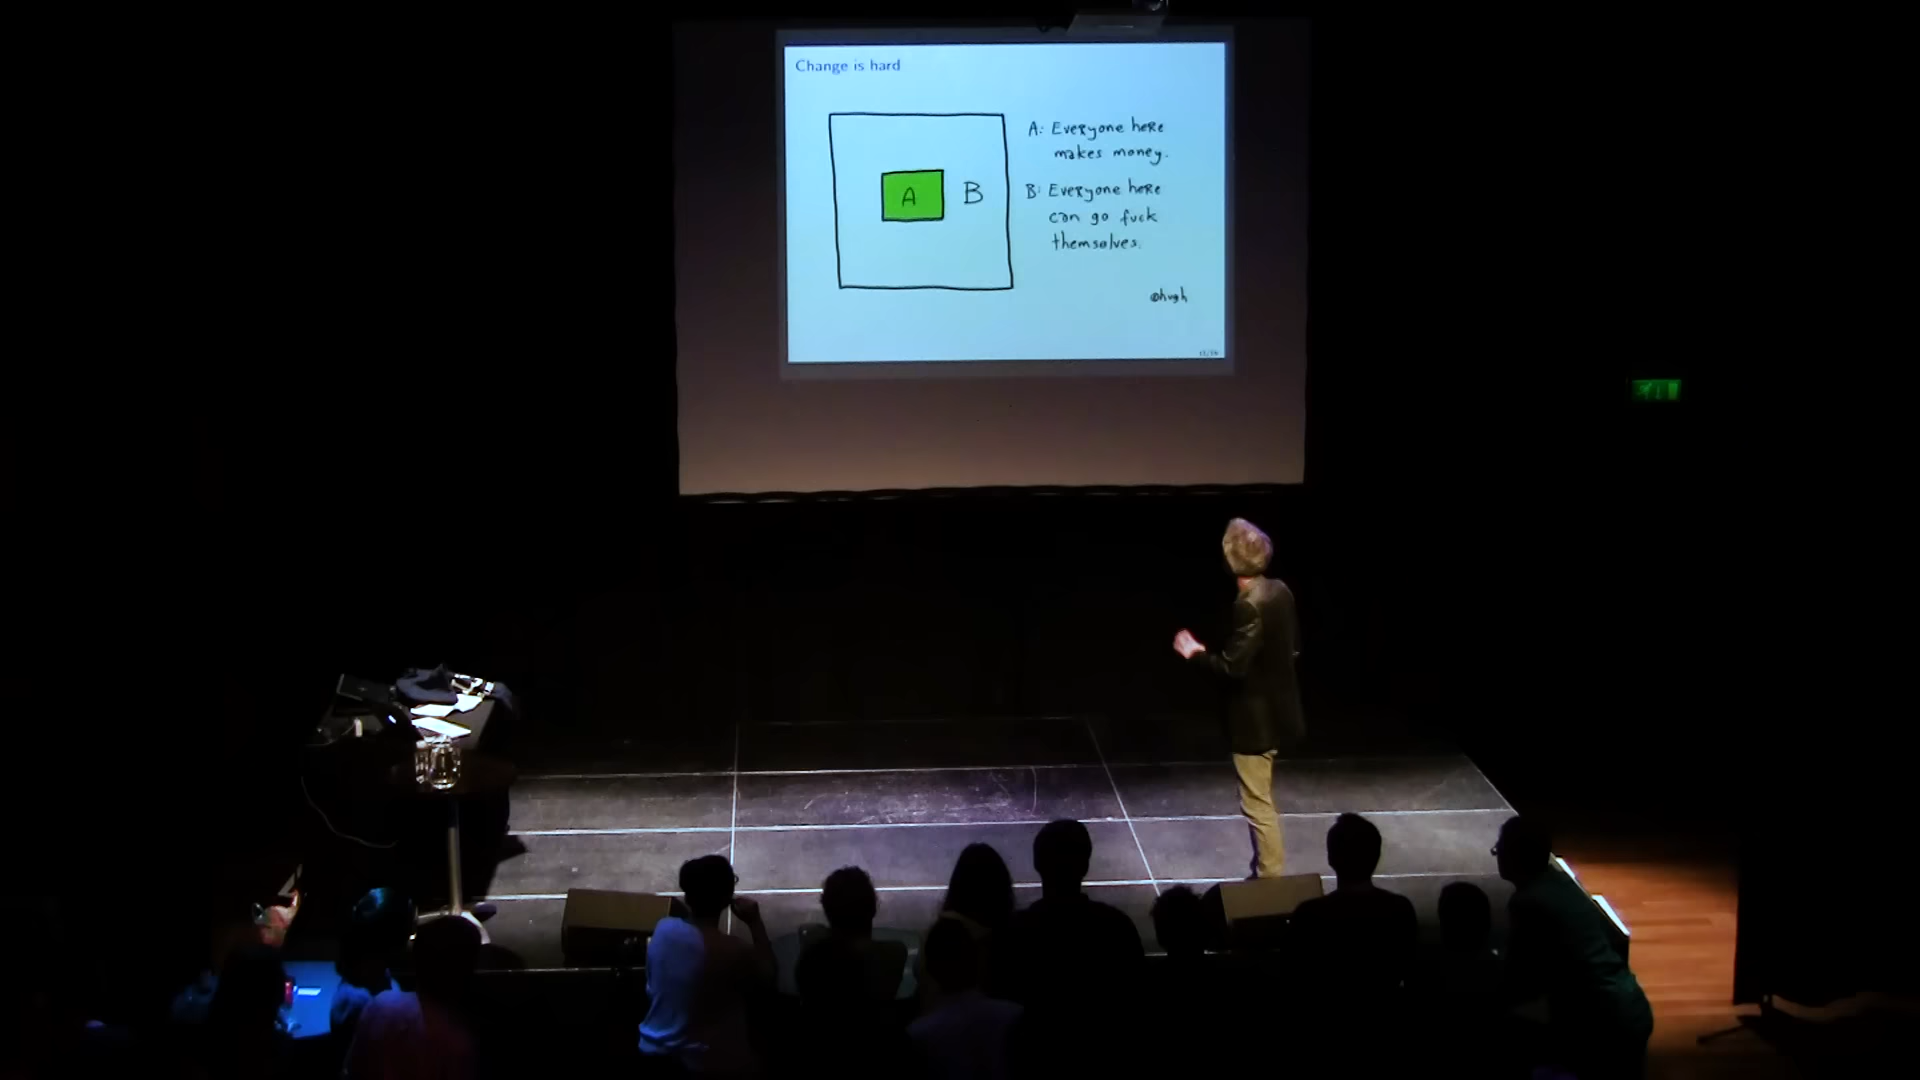 Change is hard
A
B
A: Everyone here
makes money.
B: Everyone here
can go fuck
themselves.
@hugh